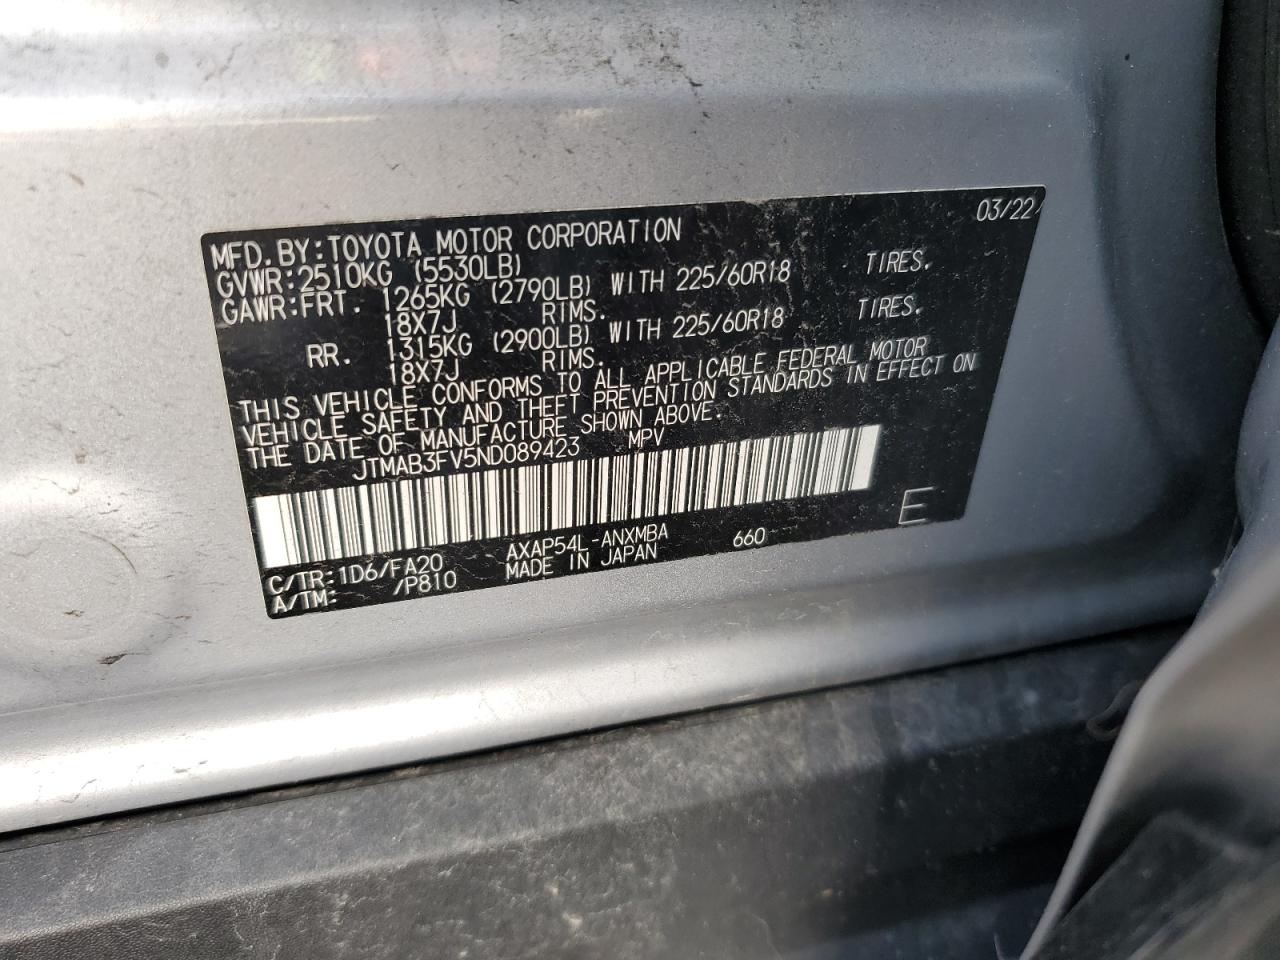 03/22
MFD.BY:TOYOTA MOTOR CORPORATION
GVWR:2510KG (5530LB)
GAWR:FRT. 1265KG (2790LB) WITH 225/60R18 TIRES.
18X7J RIMS.
RR. 1315KG (2900LB) WITH 225/60R18 TIRES.
18X7J RIMS.
THIS VEHICLE CONFORMS TO ALL APPLICABLE FEDERAL MOTOR
VEHICLE SAFETY AND THEFT PREVENTION STANDARDS IN EFFECT ON
THE DATE OF MANUFACTURE SHOWN ABOVE.
JTMAB3FV5ND089423 MPV
C/TR:1D6/FA20 AXAP54L-ANXMBA 660 E
A/TM: /P810 MADE IN JAPAN